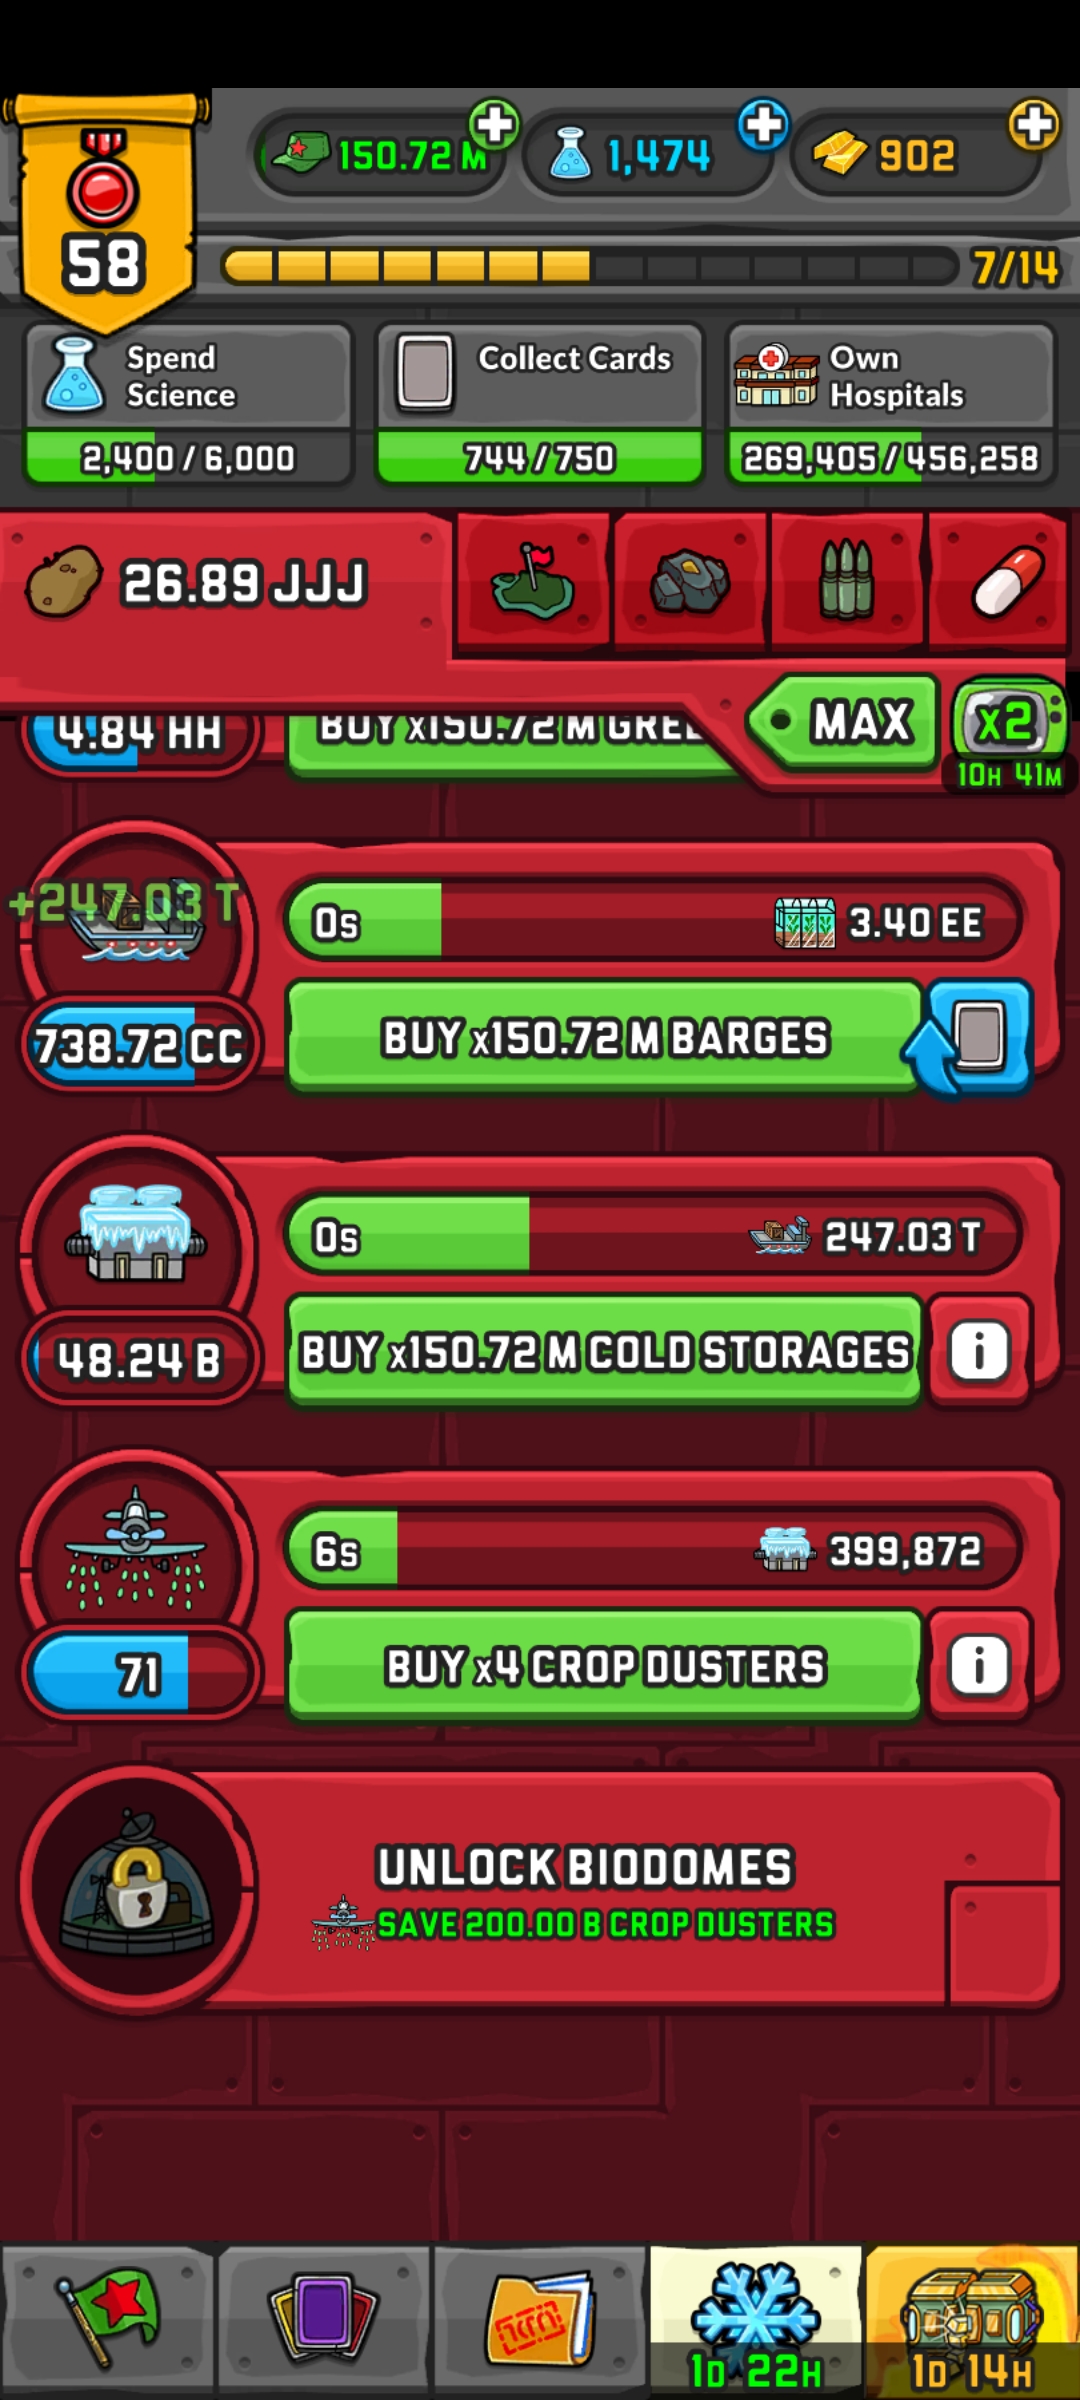 58
150.72 M
1,474
902
7/14
Spend
Science
2,400 / 6,000
Collect Cards
744 / 750
Own
Hospitals
269,405 / 456,258
26.89 JJJ
MAX
x2
10H 41M
4.84 HH
BUY x150.72 M GREE
+247.03 T
0s
3.40 EE
738.72 CC
BUY x150.72 M BARGES
0s
247.03 T
48.24 B
BUY x150.72 M COLD STORAGES
i
6s
399,872
71
BUY x4 CROP DUSTERS
i
UNLOCK BIODOMES
SAVE 200.00 B CROP DUSTERS
1D 22H
1D 14H